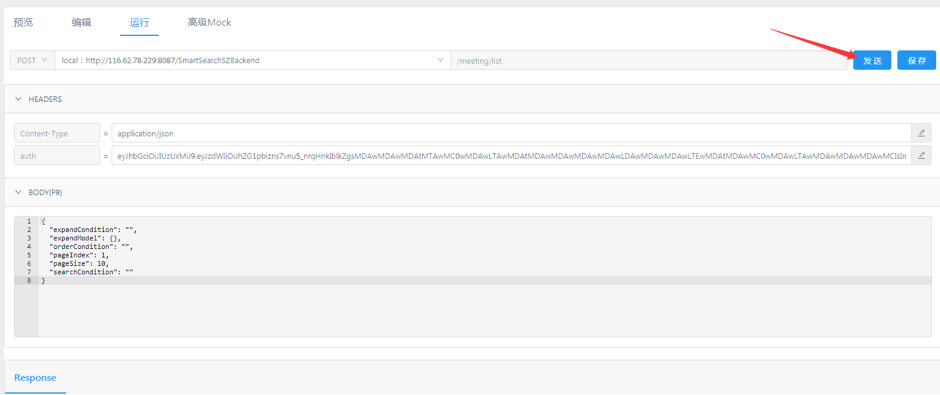 预览 编辑 运行 高级Mock
POST local : http://116.62.78.229:8087/SmartSearchSZBackend /meeting/list 发 送 保 存
HEADERS
Content-Type = application/json
auth =
BODY(F9)
1 {
2 "expandCondition": "",
3 "expandModel": {},
4 "orderCondition": "",
5 "pageIndex": 1,
6 "pageSize": 10,
7 "searchCondition": ""
8 }
Response